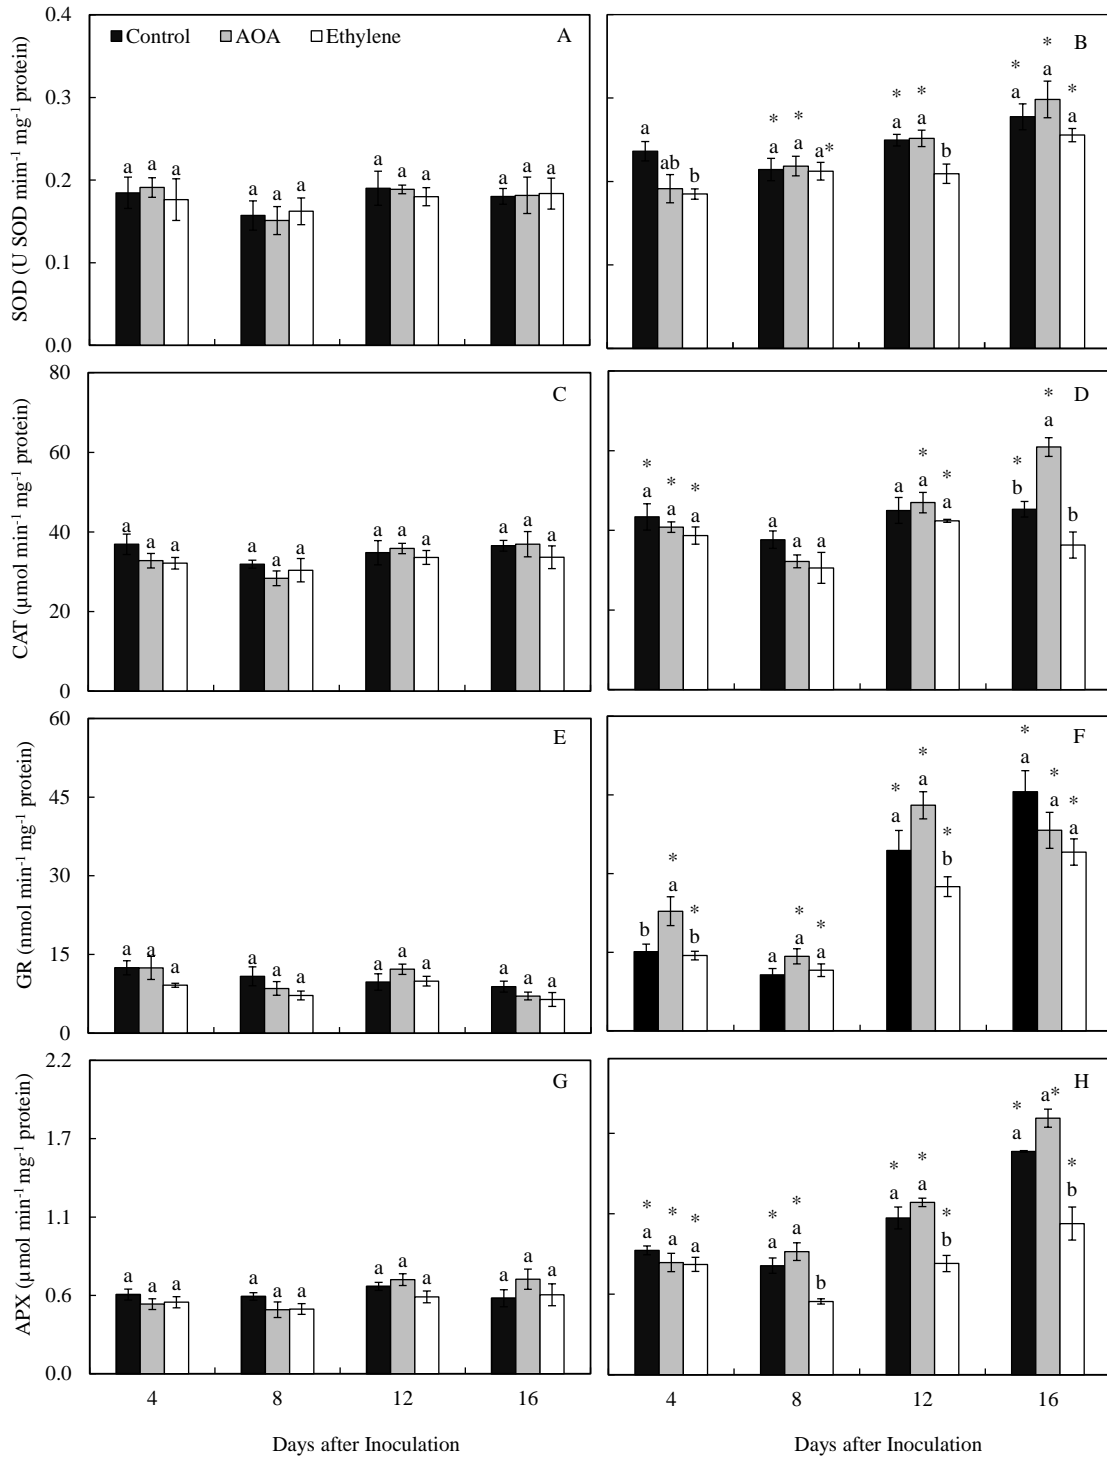 0.4
Control AOA Ethylene A
0.3
0.2
0.1
0.0
SOD (U SOD mim⁻¹ mg⁻¹ protein)
a a a a a a a a a a a a
B
a ab b
* * a a a*
* * a a b
* * * a a a
80
60
40
20
0
CAT (µmol min⁻¹ mg⁻¹ protein)
C
a a a a a a a a a a a a
D
* * * a a a
a a a
* * a a a
* * b a b
60
45
30
15
0
GR (nmol min⁻¹ mg⁻¹ protein)
E
a a a a a a a a a a a a
F
* * b a b
* * a a a
* * * a a b
* * * a a a
2.2
1.7
1.1
0.6
0.0
APX (µmol min⁻¹ mg⁻¹ protein)
G
a a a a a a a a a a a a
H
* * * a a a
* * a a b
* * * a a b
* a a* * b
4 8 12 16
4 8 12 16
Days after Inoculation
Days after Inoculation